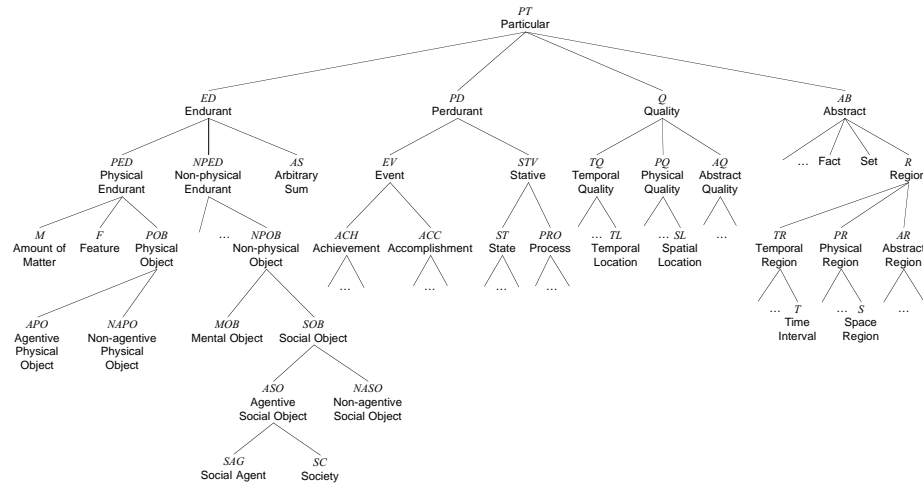 PT
Particular
ED
Endurant
PD
Perdurant
Q
Quality
AB
Abstract
PED
Physical
Endurant
NPED
Non-physical
Endurant
AS
Arbitrary
Sum
EV
Event
STV
Stative
TQ
Temporal
Quality
PQ
Physical
Quality
AQ
Abstract
Quality
… Fact Set
R
Region
M
Amount of
Matter
F
Feature
POB
Physical
Object
…
NPOB
Non-physical
Object
ACH
Achievement
…
ACC
Accomplishment
…
ST
State
…
PRO
Process
…
… TL
Temporal
Location
… SL
Spatial
Location
…
TR
Temporal
Region
PR
Physical
Region
AR
Abstract
Region
APO
Agentive
Physical
Object
NAPO
Non-agentive
Physical
Object
MOB
Mental Object
SOB
Social Object
… T
Time
Interval
… S
Space
Region
…
ASO
Agentive
Social Object
NASO
Non-agentive
Social Object
SAG
Social Agent
SC
Society